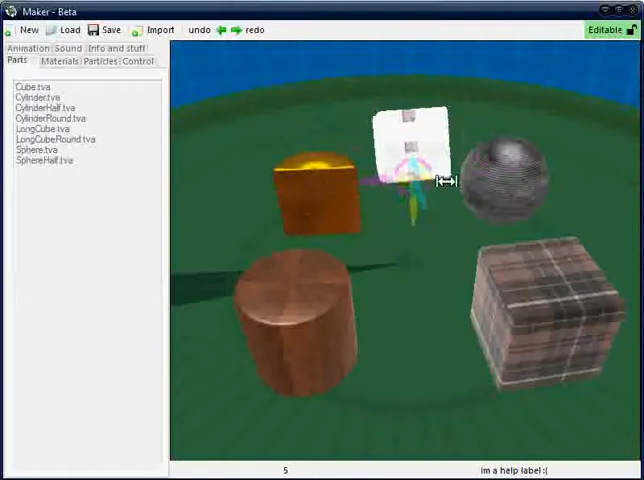 Maker - Beta
New Load Save Import undo redo Editable
Animation Sound Info and stuff
Parts Materials Particles Control
Cube.tva
Cylinder.tva
CylinderHalf.tva
CylinderRound.tva
LongCube.tva
LongCubeRound.tva
Sphere.tva
SphereHalf.tva
5 im a help label :(